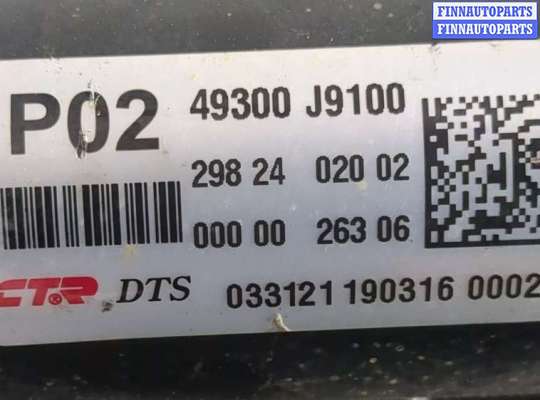 FINNAUTOPARTS
FINNAUTOPARTS
P02
49300 J9100
298 24 020 02
000 00 263 06
CTR DTS
033121 190316 0002